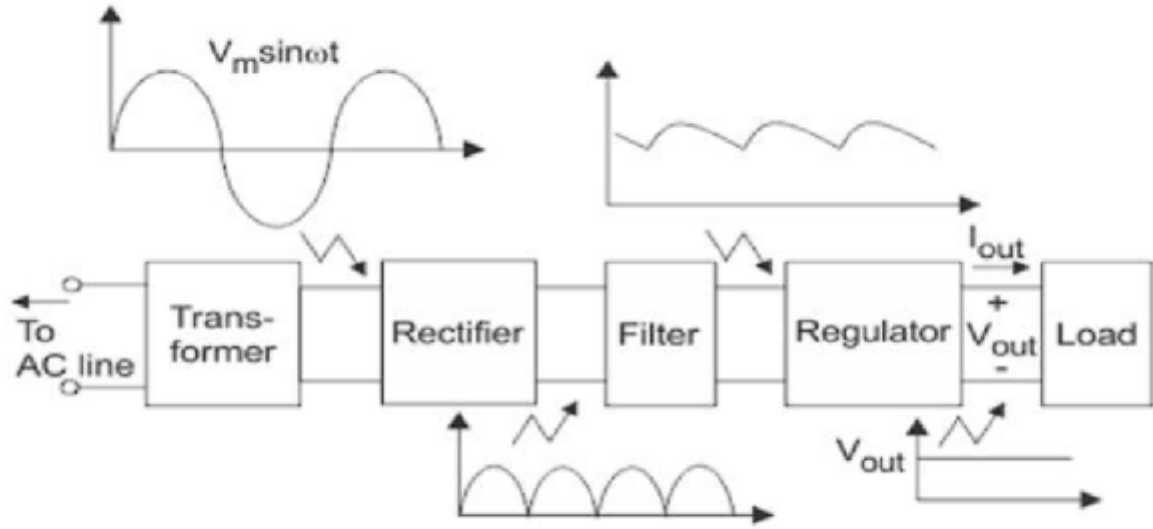 Vmsinωt
To
AC line
Trans-
former
Rectifier
Filter
Regulator
Iout
+
Vout
-
Load
Vout